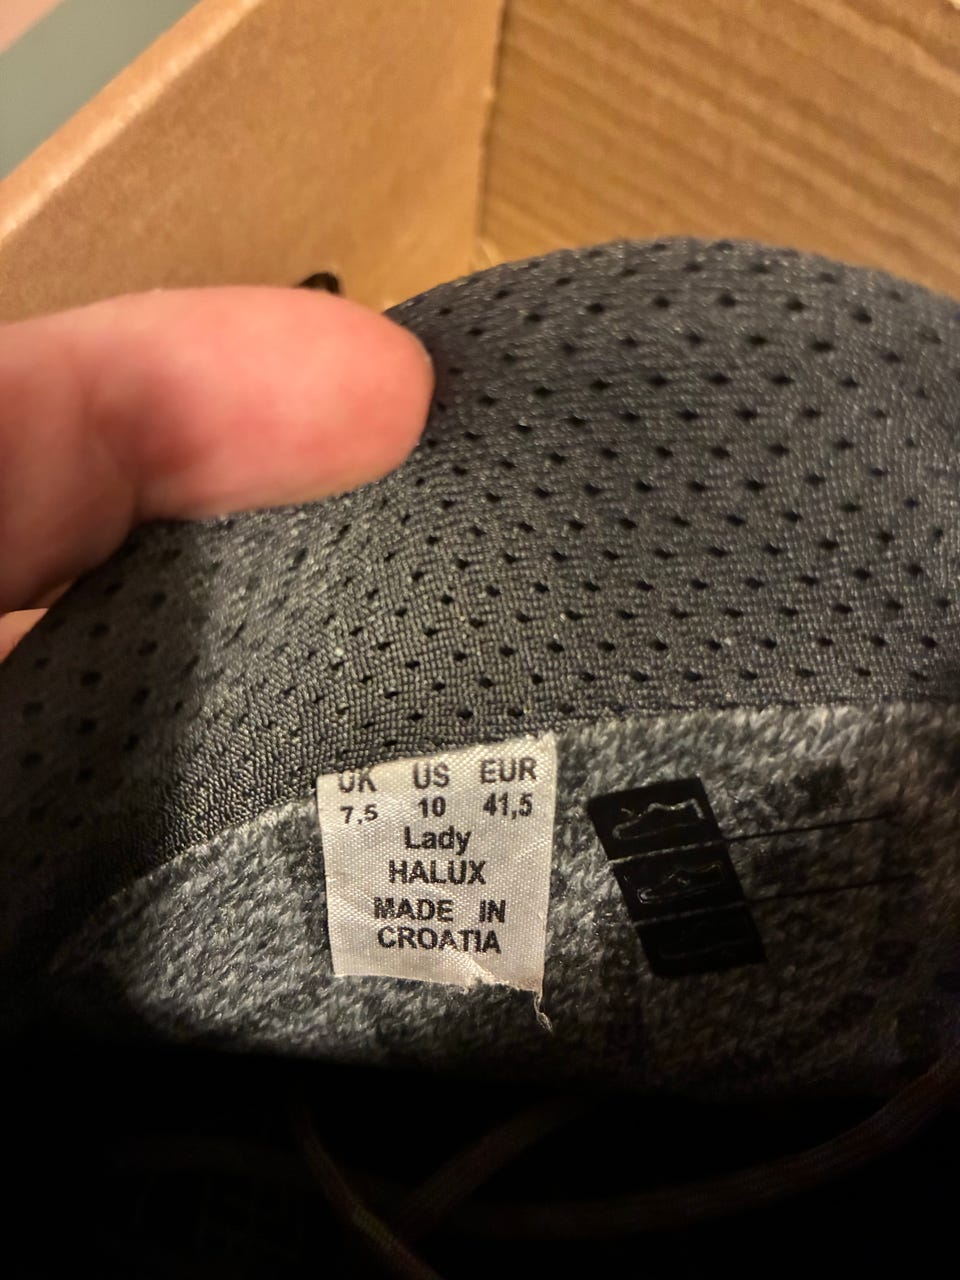 UK US EUR
7,5 10 41,5
Lady
HALUX
MADE IN
CROATIA